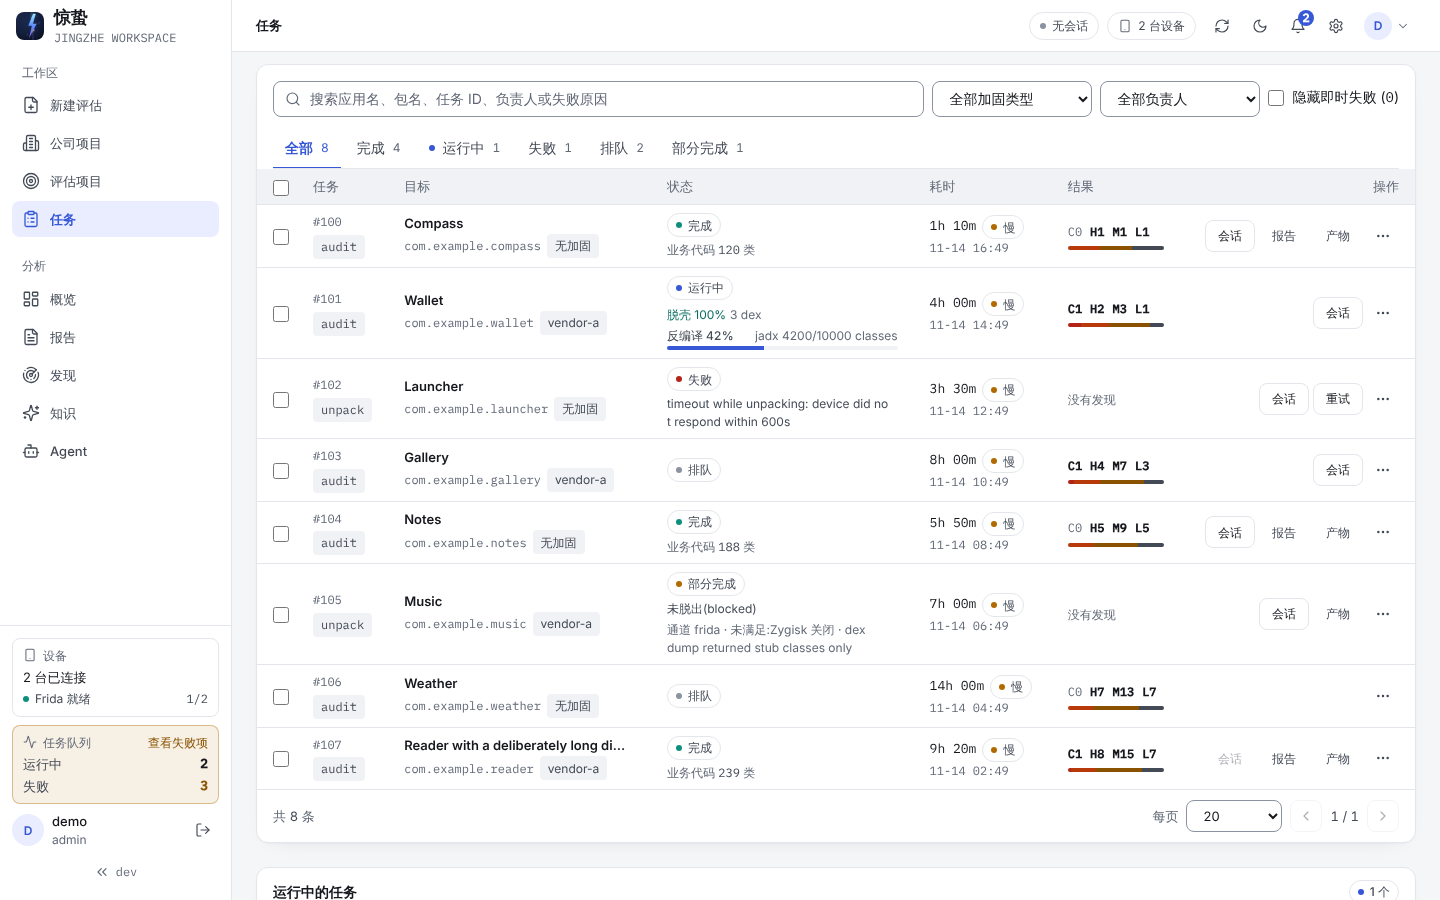 惊蛰
JINGZHE WORKSPACE
工作区
新建评估
公司项目
评估项目
任务
分析
概览
报告
发现
知识
Agent
设备
2 台已连接
Frida 就绪 1/2
任务队列 查看失败项
运行中 2
失败 3
D demo
admin
dev
任务
无会话 2 台设备 2 D
搜索应用名、包名、任务 ID、负责人或失败原因 全部加固类型 全部负责人 隐藏即时失败 (0)
全部 8 完成 4 运行中 1 失败 1 排队 2 部分完成 1
任务 目标 状态 耗时 结果 操作
#100 Compass 完成 1h 10m 慢 C0 H1 M1 L1 会话 报告 产物 ···
audit com.example.compass 无加固 业务代码 120 类 11-14 16:49
#101 Wallet 运行中 4h 00m 慢 C1 H2 M3 L1 会话 ···
audit com.example.wallet vendor-a 脱壳 100% 3 dex 11-14 14:49
反编译 42% jadx 4200/10000 classes
#102 Launcher 失败 3h 30m 慢 没有发现 会话 重试 ···
unpack com.example.launcher 无加固 timeout while unpacking: device did no 11-14 12:49
t respond within 600s
#103 Gallery 排队 8h 00m 慢 C1 H4 M7 L3 会话 ···
audit com.example.gallery vendor-a 11-14 10:49
#104 Notes 完成 5h 50m 慢 C0 H5 M9 L5 会话 报告 产物 ···
audit com.example.notes 无加固 业务代码 188 类 11-14 08:49
#105 Music 部分完成 7h 00m 慢 没有发现 会话 产物 ···
unpack com.example.music vendor-a 未脱出(blocked) 11-14 06:49
通道 frida · 未满足:Zygisk 关闭 · dex
dump returned stub classes only
#106 Weather 排队 14h 00m 慢 C0 H7 M13 L7 报告 产物 ···
audit com.example.weather 无加固 11-14 04:49
#107 Reader with a deliberately long di... 完成 9h 20m 慢 C1 H8 M15 L7 会话 报告 产物 ···
audit com.example.reader vendor-a 业务代码 239 类 11-14 02:49
共 8 条 每页 20 1 / 1
运行中的任务 1 个